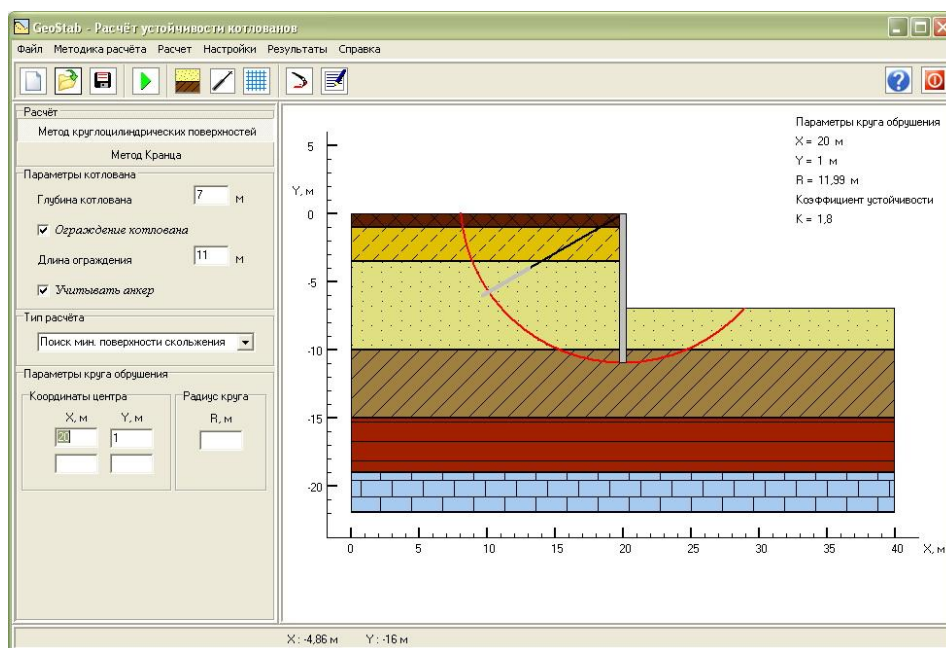 GeoStab - Расчёт устойчивости котлованов
Файл Методика расчёта Расчет Настройки Результаты Справка
Расчёт
Метод круглоцилиндрических поверхностей
Метод Кранца
Параметры котлована
Глубина котлована 7 м
Ограждение котлована
Длина ограждения 11 м
Учитывать анкер
Тип расчёта
Поиск мин. поверхности скольжения
Параметры круга обрушения
Координаты центра
X, м Y, м
20 1
Радиус круга
R, м
Параметры круга обрушения
X = 20 м
Y = 1 м
R = 11,99 м
Коэффициент устойчивости
K = 1,8
Y, м
5
0
-5
-10
-15
-20
0 5 10 15 20 25 30 35 40 X, м
X: -4,86 м Y: -16 м